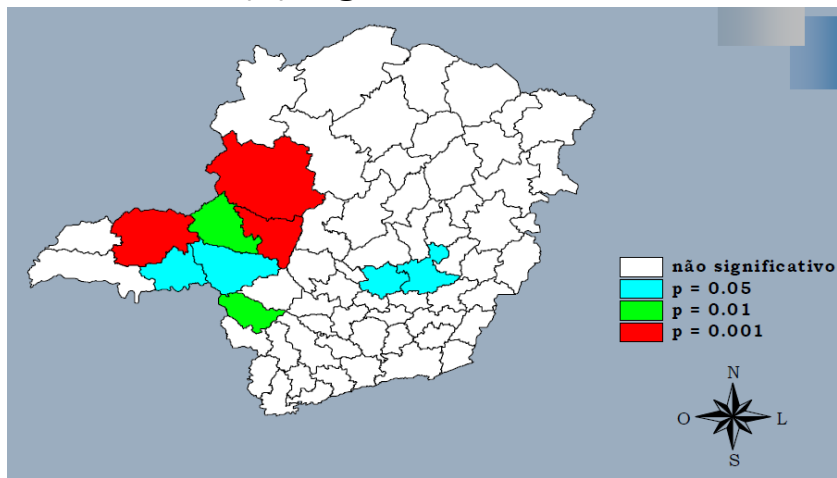 não significativo
p = 0.05
p = 0.01
p = 0.001
N
O L
S